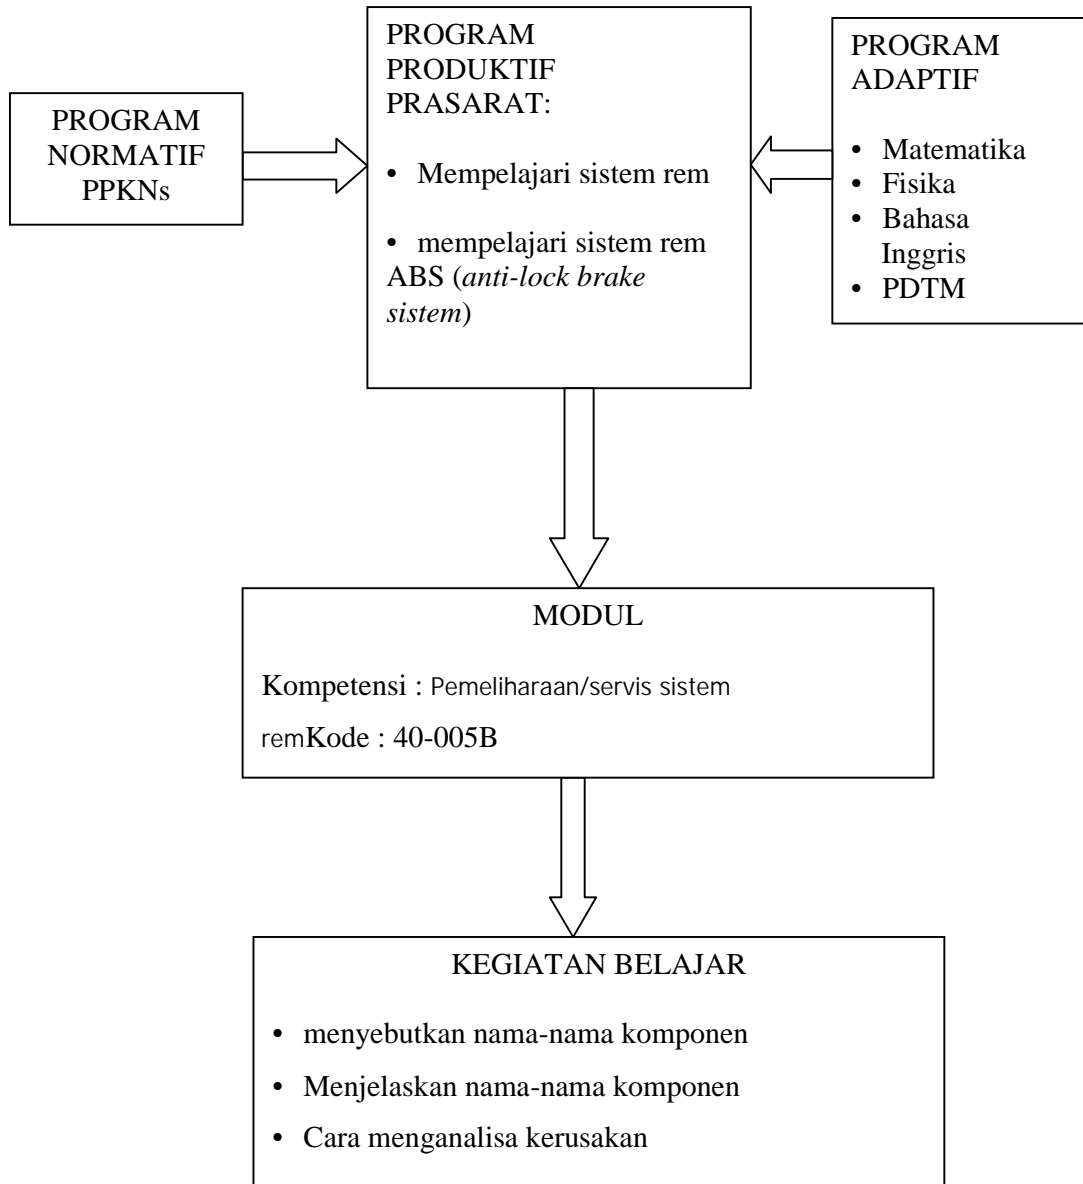 PROGRAM
NORMATIF
PPKNs
PROGRAM
PRODUKTIF
PRASARAT:
• Mempelajari sistem rem
• mempelajari sistem rem
ABS (anti-lock brake
sistem)
PROGRAM
ADAPTIF
• Matematika
• Fisika
• Bahasa
Inggris
• PDTM
MODUL
Kompetensi : Pemeliharaan/servis sistem
remKode : 40-005B
KEGIATAN BELAJAR
• menyebutkan nama-nama komponen
• Menjelaskan nama-nama komponen
• Cara menganalisa kerusakan